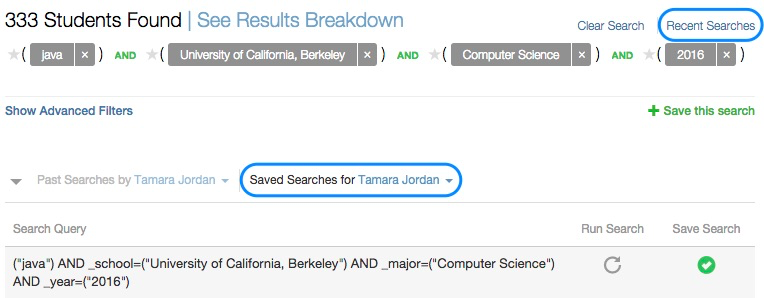 333 Students Found | See Results Breakdown
Clear Search Recent Searches
( java × ) AND ( University of California, Berkeley × ) AND ( Computer Science × ) AND ( 2016 × )
Show Advanced Filters
+ Save this search
Past Searches by Tamara Jordan Saved Searches for Tamara Jordan
Search Query Run Search Save Search
("java") AND _school=("University of California, Berkeley") AND _major=("Computer Science")
AND _year=("2016")